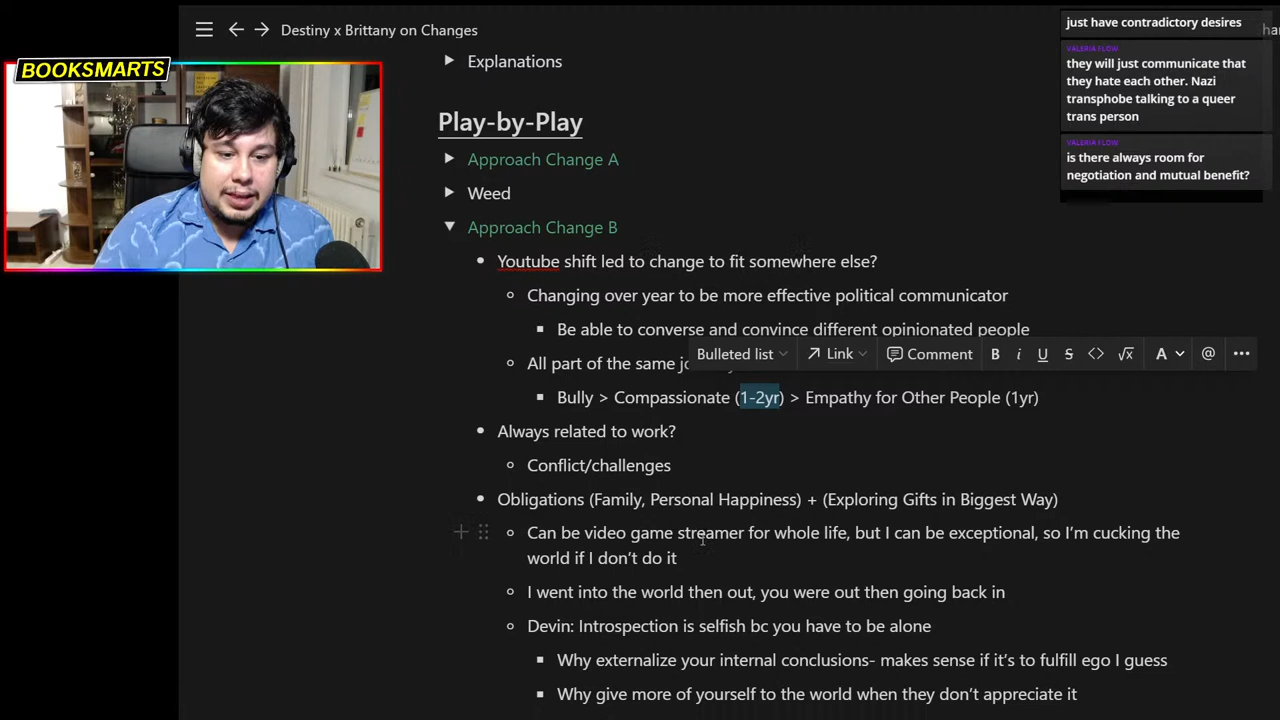 Destiny x Brittany on Changes
Explanations
Play-by-Play
Approach Change A
Weed
Approach Change B
Youtube shift led to change to fit somewhere else?
Changing over year to be more effective political communicator
Be able to converse and convince different opinionated people
All part of the same
Bulleted list
Link
Comment
B
i
U
S
<>
√x
A
@
•••
Bully > Compassionate (1-2yr) > Empathy for Other People (1yr)
Always related to work?
Conflict/challenges
Obligations (Family, Personal Happiness) + (Exploring Gifts in Biggest Way)
Can be video game streamer for whole life, but I can be exceptional, so I'm cucking the
world if I don't do it
I went into the world then out, you were out then going back in
Devin: Introspection is selfish bc you have to be alone
Why externalize your internal conclusions- makes sense if it's to fulfill ego I guess
Why give more of yourself to the world when they don't appreciate it
BOOKSMARTS
just have contradictory desires
VALERIA FLOW
they will just communicate that
they hate each other. Nazi
transphobe talking to a queer
trans person
VALERIA FLOW
is there always room for
negotiation and mutual benefit?